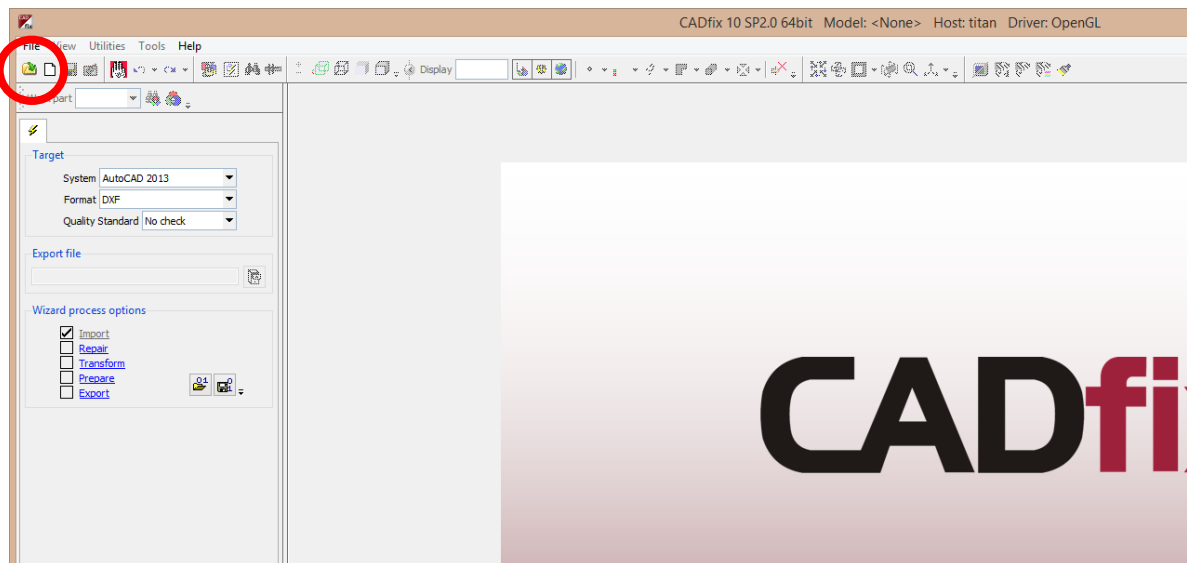 CADfix 10 SP2.0 64bit Model: <None> Host: titan Driver: OpenGL
File View Utilities Tools Help
Display
part
Target
System AutoCAD 2013
Format DXF
Quality Standard No check
Export file
Wizard process options
Import
Repair
Transform
Prepare
Export
CADfi